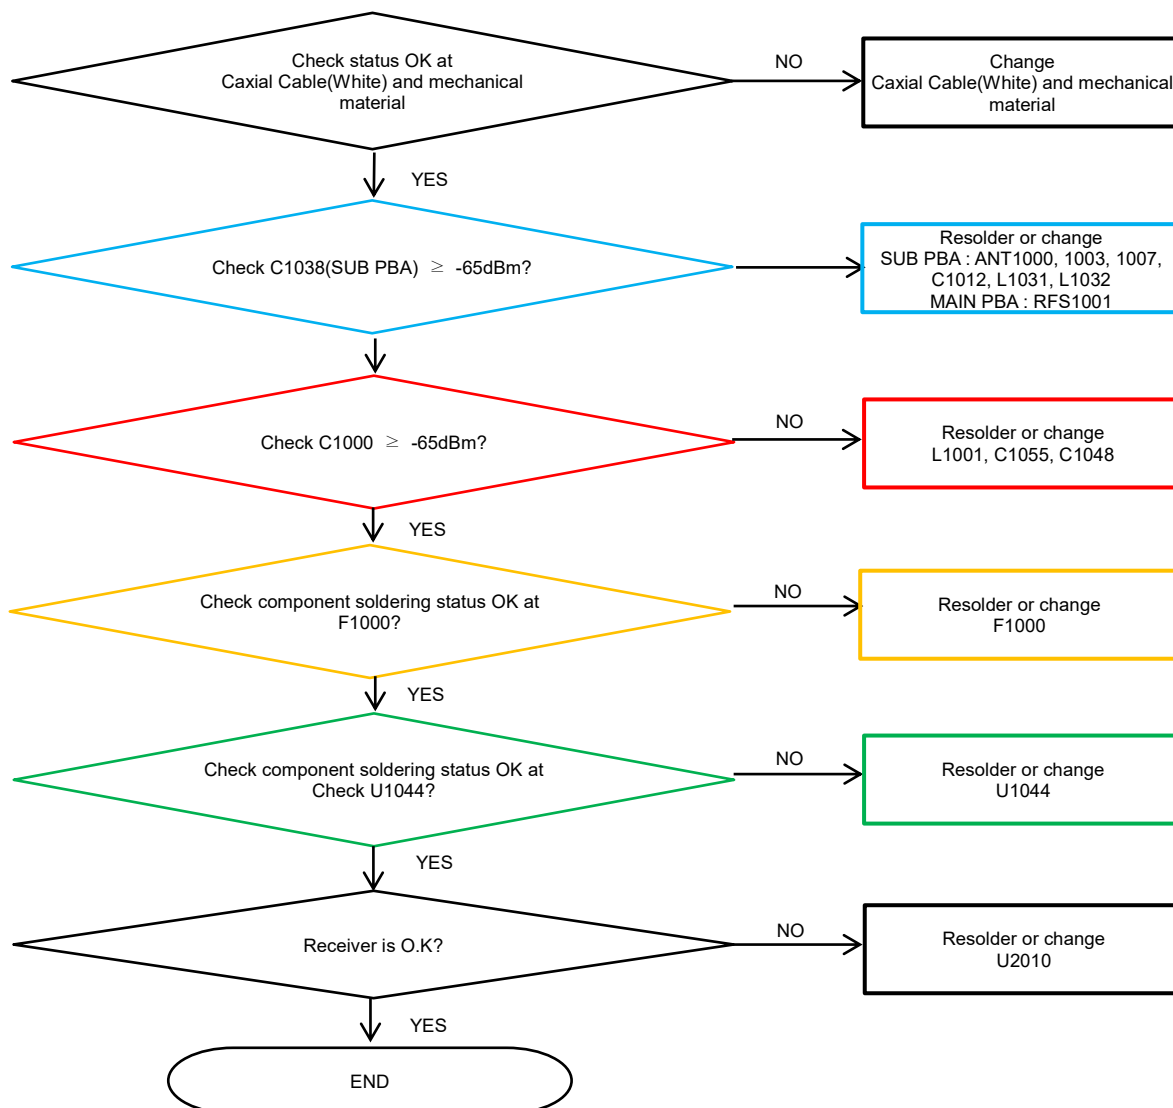 Check status OK at
Caxial Cable(White) and mechanical
material
NO
Change
Caxial Cable(White) and mechanical
material
YES
Check C1038(SUB PBA) ≥ -65dBm?
Resolder or change
SUB PBA : ANT1000, 1003, 1007,
C1012, L1031, L1032
MAIN PBA : RFS1001
Check C1000 ≥ -65dBm?
NO
Resolder or change
L1001, C1055, C1048
YES
Check component soldering status OK at
F1000?
NO
Resolder or change
F1000
YES
Check component soldering status OK at
Check U1044?
NO
Resolder or change
U1044
YES
Receiver is O.K?
NO
Resolder or change
U2010
YES
END